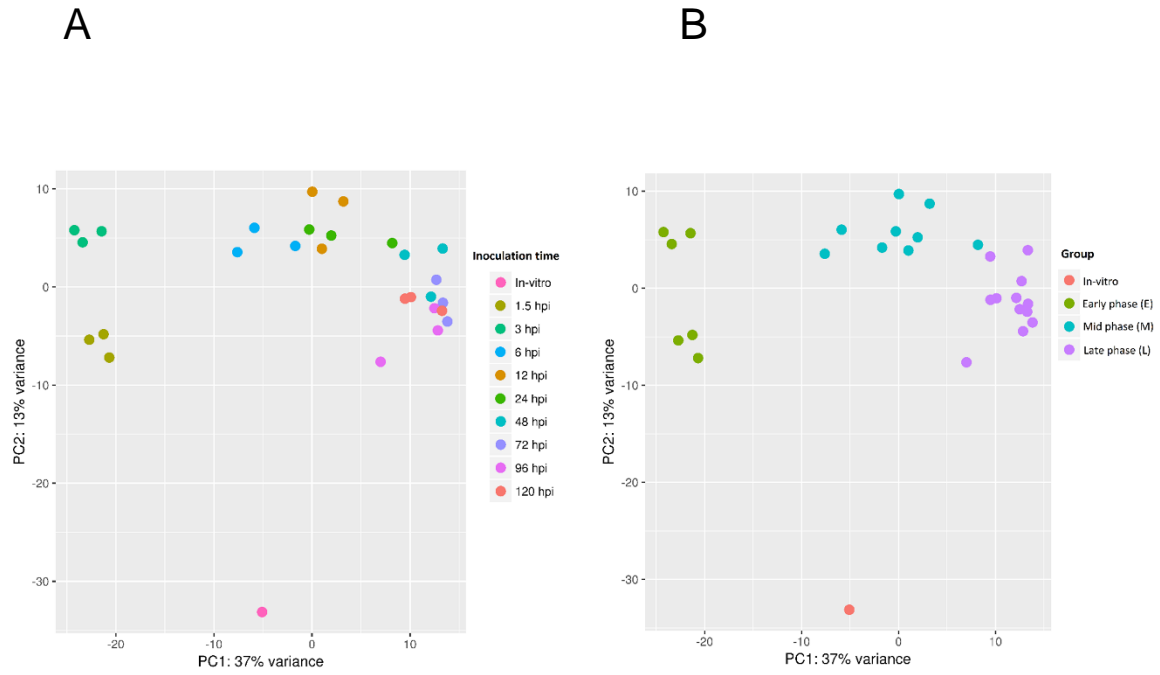 A
B
10
0
-10
-20
-30
-20
-10
0
10
PC1: 37% variance
PC2: 13% variance
Inoculation time
In-vitro
1.5 hpi
3 hpi
6 hpi
12 hpi
24 hpi
48 hpi
72 hpi
96 hpi
120 hpi
10
0
-10
-20
-30
-20
-10
0
10
PC1: 37% variance
PC2: 13% variance
Group
In-vitro
Early phase (E)
Mid phase (M)
Late phase (L)